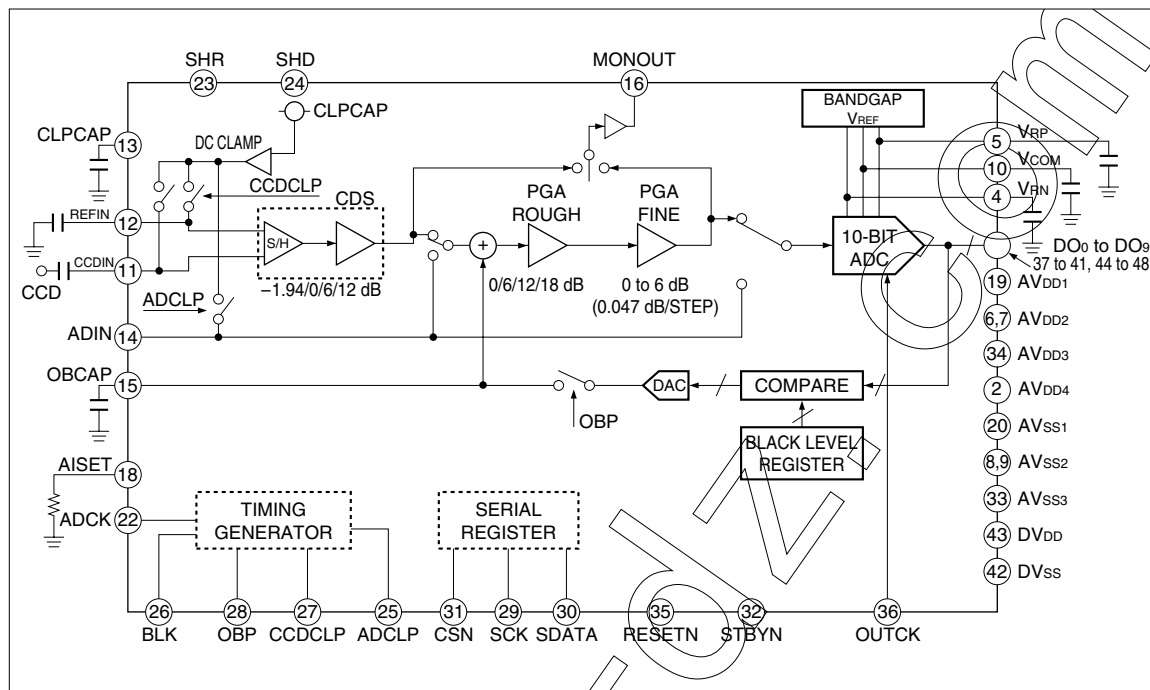 SHR
23
SHD
24
MONOUT
16
CLPCAP
BANDGAP
VREF
CLPCAP
13
DC CLAMP
5
VRP
10
VCOM
4
VRN
CCDCLP
CDS
PGA
ROUGH
PGA
FINE
12
REFIN
S/H
+
10-BIT
ADC
DO0 to DO9
37 to 41, 44 to 48
11
CCDIN
CCD
−1.94/0/6/12 dB
0/6/12/18 dB
0 to 6 dB
(0.047 dB/STEP)
19
AVDD1
ADCLP
ADIN
14
6,7
AVDD2
34
AVDD3
OBCAP
15
DAC
COMPARE
2
AVDD4
OBP
20
AVSS1
BLACK LEVEL
REGISTER
8,9
AVSS2
AISET
18
33
AVSS3
ADCK
22
TIMING
GENERATOR
SERIAL
REGISTER
43
DVDD
42
DVSS
26
28
27
25
31
29
30
35
32
36
BLK
OBP
CCDCLP
ADCLP
CSN
SCK
SDATA
RESETN
STBYN
OUTCK